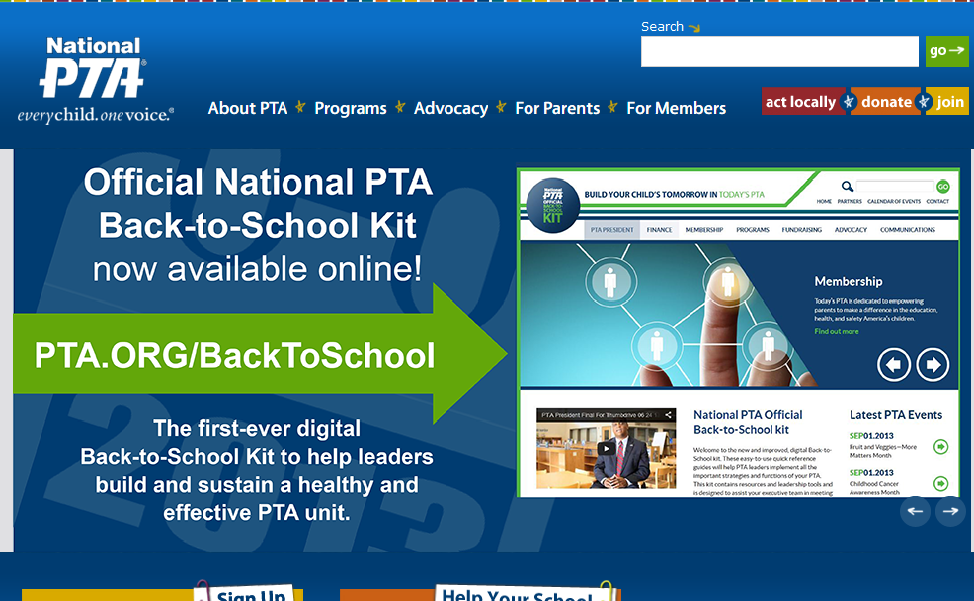 Search
go
National
PTA®
everychild.onevoice.®
About PTA
Programs
Advocacy
For Parents
For Members
act locally
donate
join
Official National PTA
Back-to-School Kit
now available online!
PTA.ORG/BackToSchool
The first-ever digital
Back-to-School Kit to help leaders
build and sustain a healthy and
effective PTA unit.
National
PTA
OFFICIAL
BACK-TO-
SCHOOL
KIT
BUILD YOUR CHILD'S TOMORROW IN TODAY'S PTA
GO
HOME PARTNERS CALENDAR OF EVENTS CONTACT
PTA PRESIDENT FINANCE MEMBERSHIP PROGRAMS FUNDRAISING ADVOCACY COMMUNICATIONS
Membership
Today's PTA is dedicated to empowering
parents to make a difference in the education,
health, and safety America's children.
Find out more
PTA President Final For Thumbdrive 06 24 1
National PTA Official
Back-to-School kit
Welcome to the new and improved, digital Back-to-
School kit. These easy-to-use quick reference
guides will help PTA leaders implement all the
important strategies and functions of your PTA.
This kit contains resources and leadership tools and
is designed to assist your executive team in meeting
Latest PTA Events
SEP01.2013
Fruit and Veggies—More
Matters Month
SEP01.2013
Childhood Cancer
Awareness Month
2013!
Sign Up
Help Your School